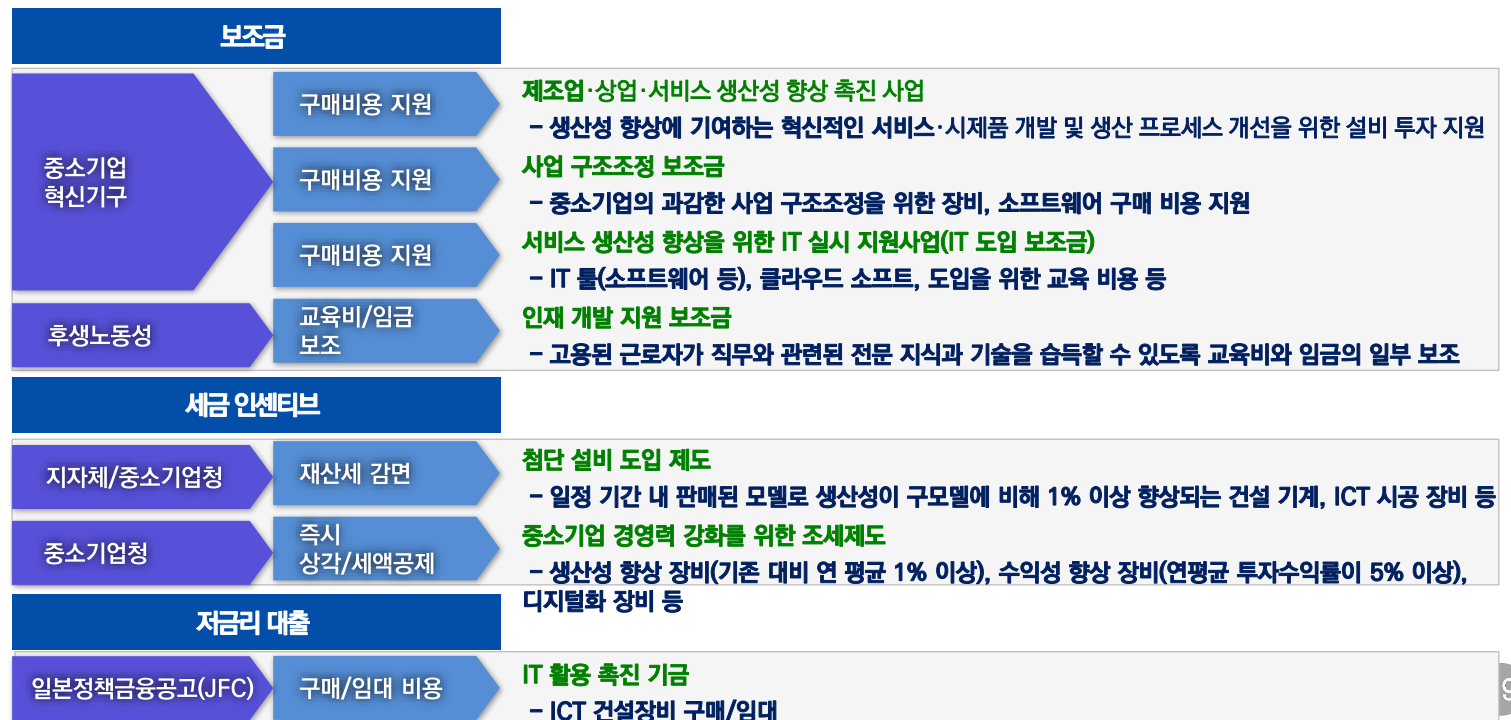 보조금
중소기업
혁신기구
구매비용 지원
제조업·상업·서비스 생산성 향상 촉진 사업
– 생산성 향상에 기여하는 혁신적인 서비스·시제품 개발 및 생산 프로세스 개선을 위한 설비 투자 지원
구매비용 지원
사업 구조조정 보조금
– 중소기업의 과감한 사업 구조조정을 위한 장비, 소프트웨어 구매 비용 지원
구매비용 지원
서비스 생산성 향상을 위한 IT 실시 지원사업(IT 도입 보조금)
– IT 툴(소프트웨어 등), 클라우드 소프트, 도입을 위한 교육 비용 등
후생노동성
교육비/임금
보조
인재 개발 지원 보조금
– 고용된 근로자가 직무와 관련된 전문 지식과 기술을 습득할 수 있도록 교육비와 임금의 일부 보조
세금 인센티브
지자체/중소기업청
재산세 감면
첨단 설비 도입 제도
– 일정 기간 내 판매된 모델로 생산성이 구모델에 비해 1% 이상 향상되는 건설 기계, ICT 시공 장비 등
중소기업청
즉시
상각/세액공제
중소기업 경영력 강화를 위한 조세제도
– 생산성 향상 장비(기존 대비 연 평균 1% 이상), 수익성 향상 장비(연평균 투자수익률이 5% 이상),
디지털화 장비 등
저금리 대출
일본정책금융공고(JFC)
구매/임대 비용
IT 활용 촉진 기금
– ICT 건설장비 구매/임대